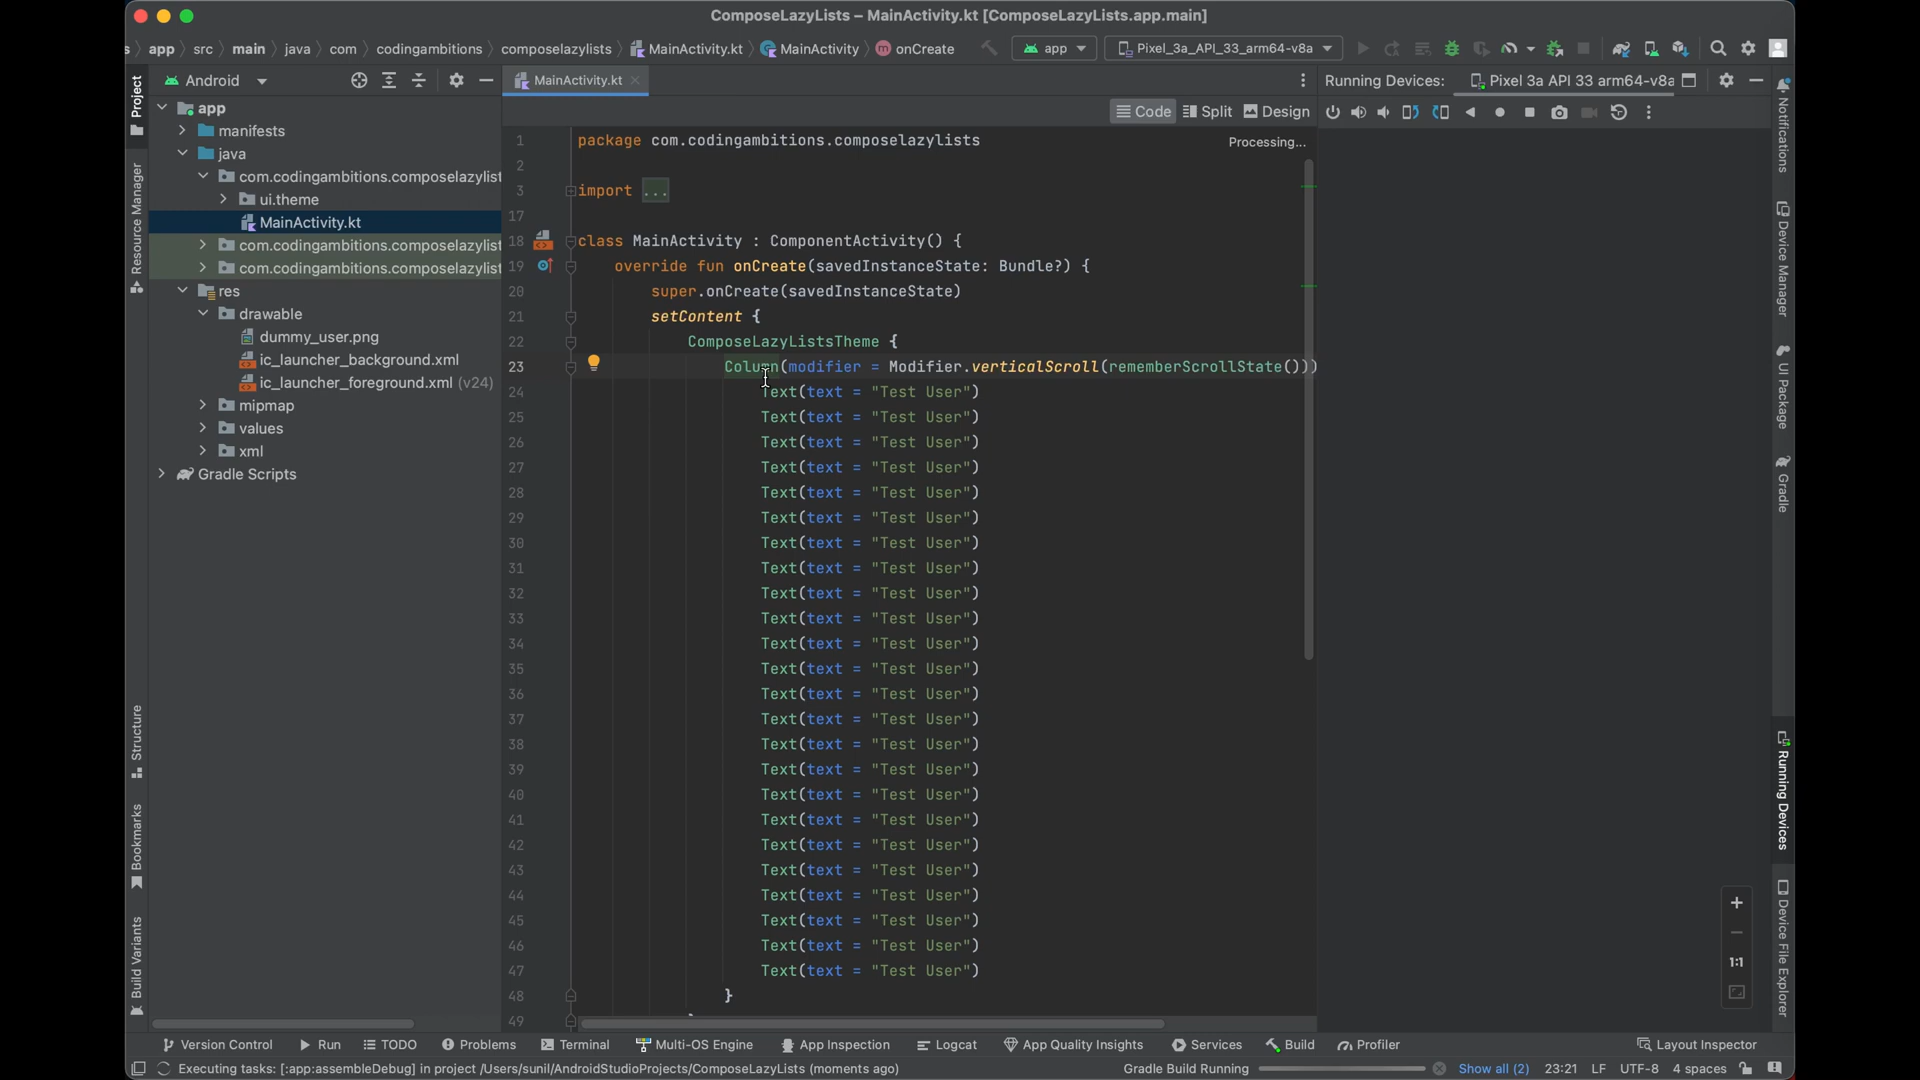 ComposeLazyLists – MainActivity.kt [ComposeLazyLists.app.main]
s app src main java com codingambitions composelazylists MainActivity.kt MainActivity onCreate app Pixel_3a_API_33_arm64-v8a
Project
Resource Manager
Structure
Bookmarks
Build Variants
Android
app
manifests
java
com.codingambitions.composelazylist
ui.theme
MainActivity.kt
com.codingambitions.composelazylist
com.codingambitions.composelazylist
res
drawable
dummy_user.png
ic_launcher_background.xml
ic_launcher_foreground.xml (v24)
mipmap
values
xml
Gradle Scripts
MainActivity.kt
Code Split Design
Processing...
1 package com.codingambitions.composelazylists
2
3 import ...
17
18 class MainActivity : ComponentActivity() {
19 override fun onCreate(savedInstanceState: Bundle?) {
20 super.onCreate(savedInstanceState)
21 setContent {
22 ComposeLazyListsTheme {
23 Column(modifier = Modifier.verticalScroll(rememberScrollState()))
24 Text(text = "Test User")
25 Text(text = "Test User")
26 Text(text = "Test User")
27 Text(text = "Test User")
28 Text(text = "Test User")
29 Text(text = "Test User")
30 Text(text = "Test User")
31 Text(text = "Test User")
32 Text(text = "Test User")
33 Text(text = "Test User")
34 Text(text = "Test User")
35 Text(text = "Test User")
36 Text(text = "Test User")
37 Text(text = "Test User")
38 Text(text = "Test User")
39 Text(text = "Test User")
40 Text(text = "Test User")
41 Text(text = "Test User")
42 Text(text = "Test User")
43 Text(text = "Test User")
44 Text(text = "Test User")
45 Text(text = "Test User")
46 Text(text = "Test User")
47 Text(text = "Test User")
48 }
49
Running Devices: Pixel 3a API 33 arm64-v8a
1:1
Notifications
Device Manager
UI Package
Gradle
Running Devices
Device File Explorer
Version Control Run TODO Problems Terminal Multi-OS Engine App Inspection Logcat App Quality Insights Services Build Profiler Layout Inspector
Executing tasks: [:app:assembleDebug] in project /Users/sunil/AndroidStudioProjects/ComposeLazyLists (moments ago) Gradle Build Running Show all (2) 23:21 LF UTF-8 4 spaces